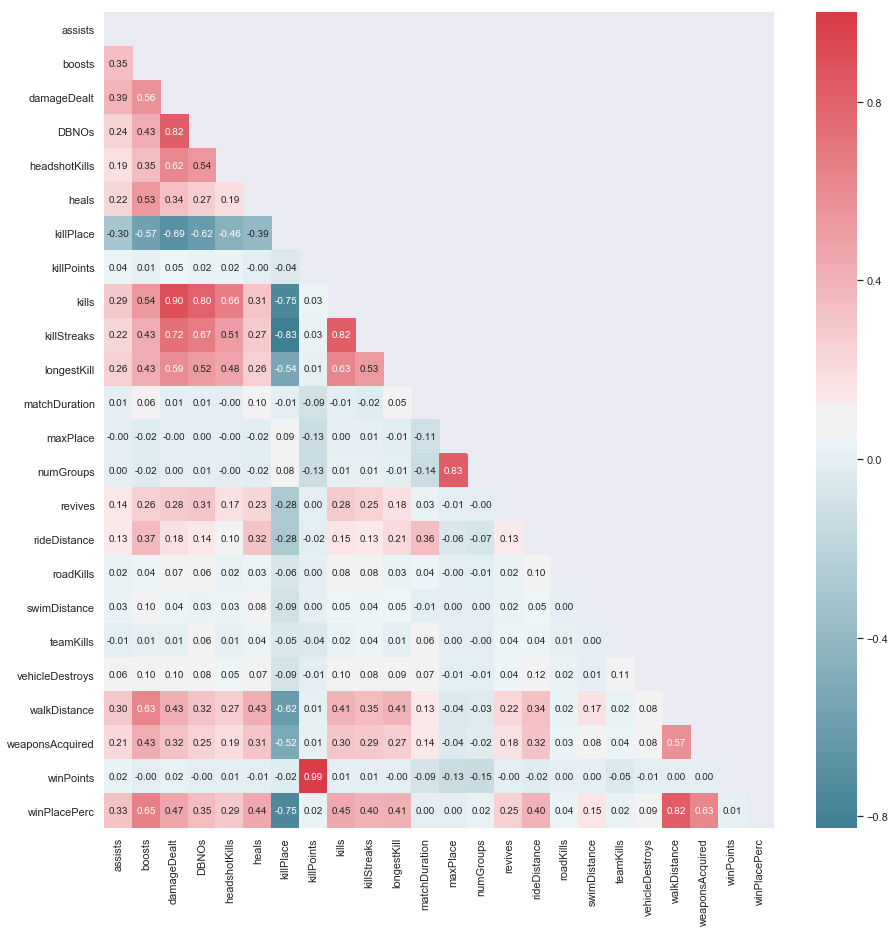 assists
boosts 0.35
damageDealt 0.39 0.56
DBNOs 0.24 0.43 0.82
headshotKills 0.19 0.35 0.62 0.54
heals 0.22 0.53 0.34 0.27 0.19
killPlace -0.30 -0.57 -0.69 -0.62 -0.46 -0.39
killPoints 0.04 0.01 0.05 0.02 0.02 -0.00 -0.04
kills 0.29 0.54 0.90 0.80 0.66 0.31 -0.75 0.03
killStreaks 0.22 0.43 0.72 0.67 0.51 0.27 -0.83 0.03 0.82
longestKill 0.26 0.43 0.59 0.52 0.48 0.26 -0.54 0.01 0.63 0.53
matchDuration 0.01 0.06 0.01 0.01 -0.00 0.10 -0.01 -0.09 -0.01 -0.02 0.05
maxPlace -0.00 -0.02 -0.00 0.00 -0.00 -0.02 0.09 -0.13 0.00 0.01 -0.01 -0.11
numGroups 0.00 -0.02 0.00 0.01 -0.00 -0.02 0.08 -0.13 0.01 0.01 -0.01 -0.14 0.83
revives 0.14 0.26 0.28 0.31 0.17 0.23 -0.28 0.00 0.28 0.25 0.18 0.03 -0.01 -0.00
rideDistance 0.13 0.37 0.18 0.14 0.10 0.32 -0.28 -0.02 0.15 0.13 0.21 0.36 -0.06 -0.07 0.13
roadKills 0.02 0.04 0.07 0.06 0.02 0.03 -0.06 0.00 0.08 0.08 0.03 0.04 -0.00 -0.01 0.02 0.10
swimDistance 0.03 0.10 0.04 0.03 0.03 0.08 -0.09 0.00 0.05 0.04 0.05 -0.01 0.00 0.00 0.02 0.05 0.00
teamKills -0.01 0.01 0.01 0.06 0.01 0.04 -0.05 -0.04 0.02 0.04 0.01 0.06 0.00 -0.00 0.04 0.04 0.01 0.00
vehicleDestroys 0.06 0.10 0.10 0.08 0.05 0.07 -0.09 -0.01 0.10 0.08 0.09 0.07 -0.01 -0.01 0.04 0.12 0.02 0.01 0.11
walkDistance 0.30 0.63 0.43 0.32 0.27 0.43 -0.62 0.01 0.41 0.35 0.41 0.13 -0.04 -0.03 0.22 0.34 0.02 0.17 0.02 0.08
weaponsAcquired 0.21 0.43 0.32 0.25 0.19 0.31 -0.52 0.01 0.30 0.29 0.27 0.14 -0.04 -0.02 0.18 0.32 0.03 0.08 0.04 0.08 0.57
winPoints 0.02 -0.00 0.02 -0.00 0.01 -0.01 -0.02 0.99 0.01 0.01 -0.00 -0.09 -0.13 -0.15 -0.00 -0.02 0.00 0.00 -0.05 -0.01 0.00 0.00
winPlacePerc 0.33 0.65 0.47 0.35 0.29 0.44 -0.75 0.02 0.45 0.40 0.41 0.00 -0.00 0.02 0.25 0.40 0.04 0.15 0.02 0.09 0.82 0.63 0.01
assists boosts damageDealt DBNOs headshotKills heals killPlace killPoints kills killStreaks longestKill matchDuration maxPlace numGroups revives rideDistance roadKills swimDistance teamKills vehicleDestroys walkDistance weaponsAcquired winPoints winPlacePerc
0.8
0.4
0.0
-0.4
-0.8